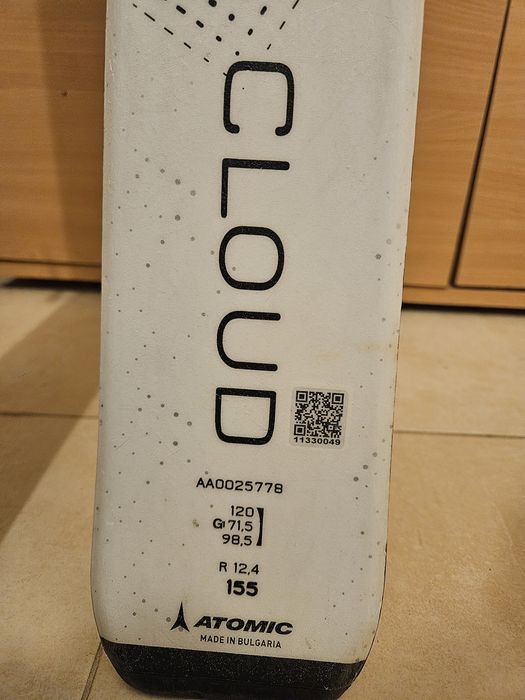 CLOUD
11330049
AA0025778
120
G 71,5
98,5
R 12,4
155
ATOMIC
MADE IN BULGARIA